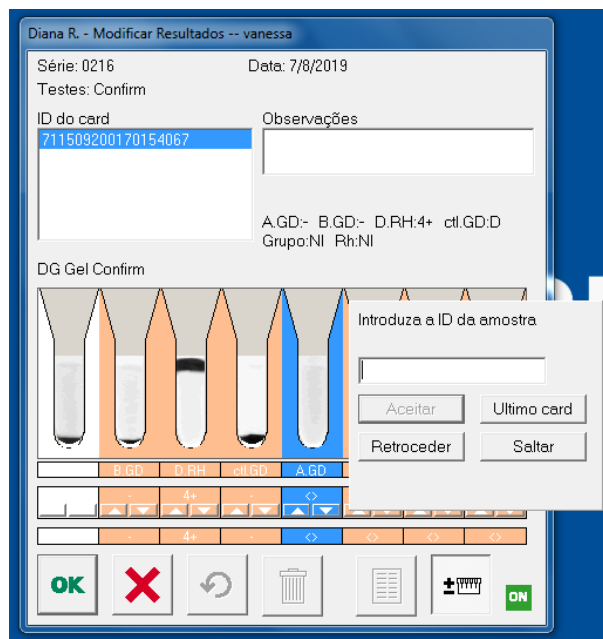 Diana R. - Modificar Resultados -- vanessa
Série: 0216 Data: 7/8/2019
Testes: Confirm
ID do card Observações
711509200170154067
A.GD:- B.GD:- D.RH:4+ ctl.GD:D
Grupo:NI Rh:NI
DG Gel Confirm
Introduza a ID da amostra
Aceitar Ultimo card
Retroceder Saltar
B.GD D.RH ctl.GD A.GD
- 4+ - <>
- 4+ - <> <> <> <> <>
OK ± ON